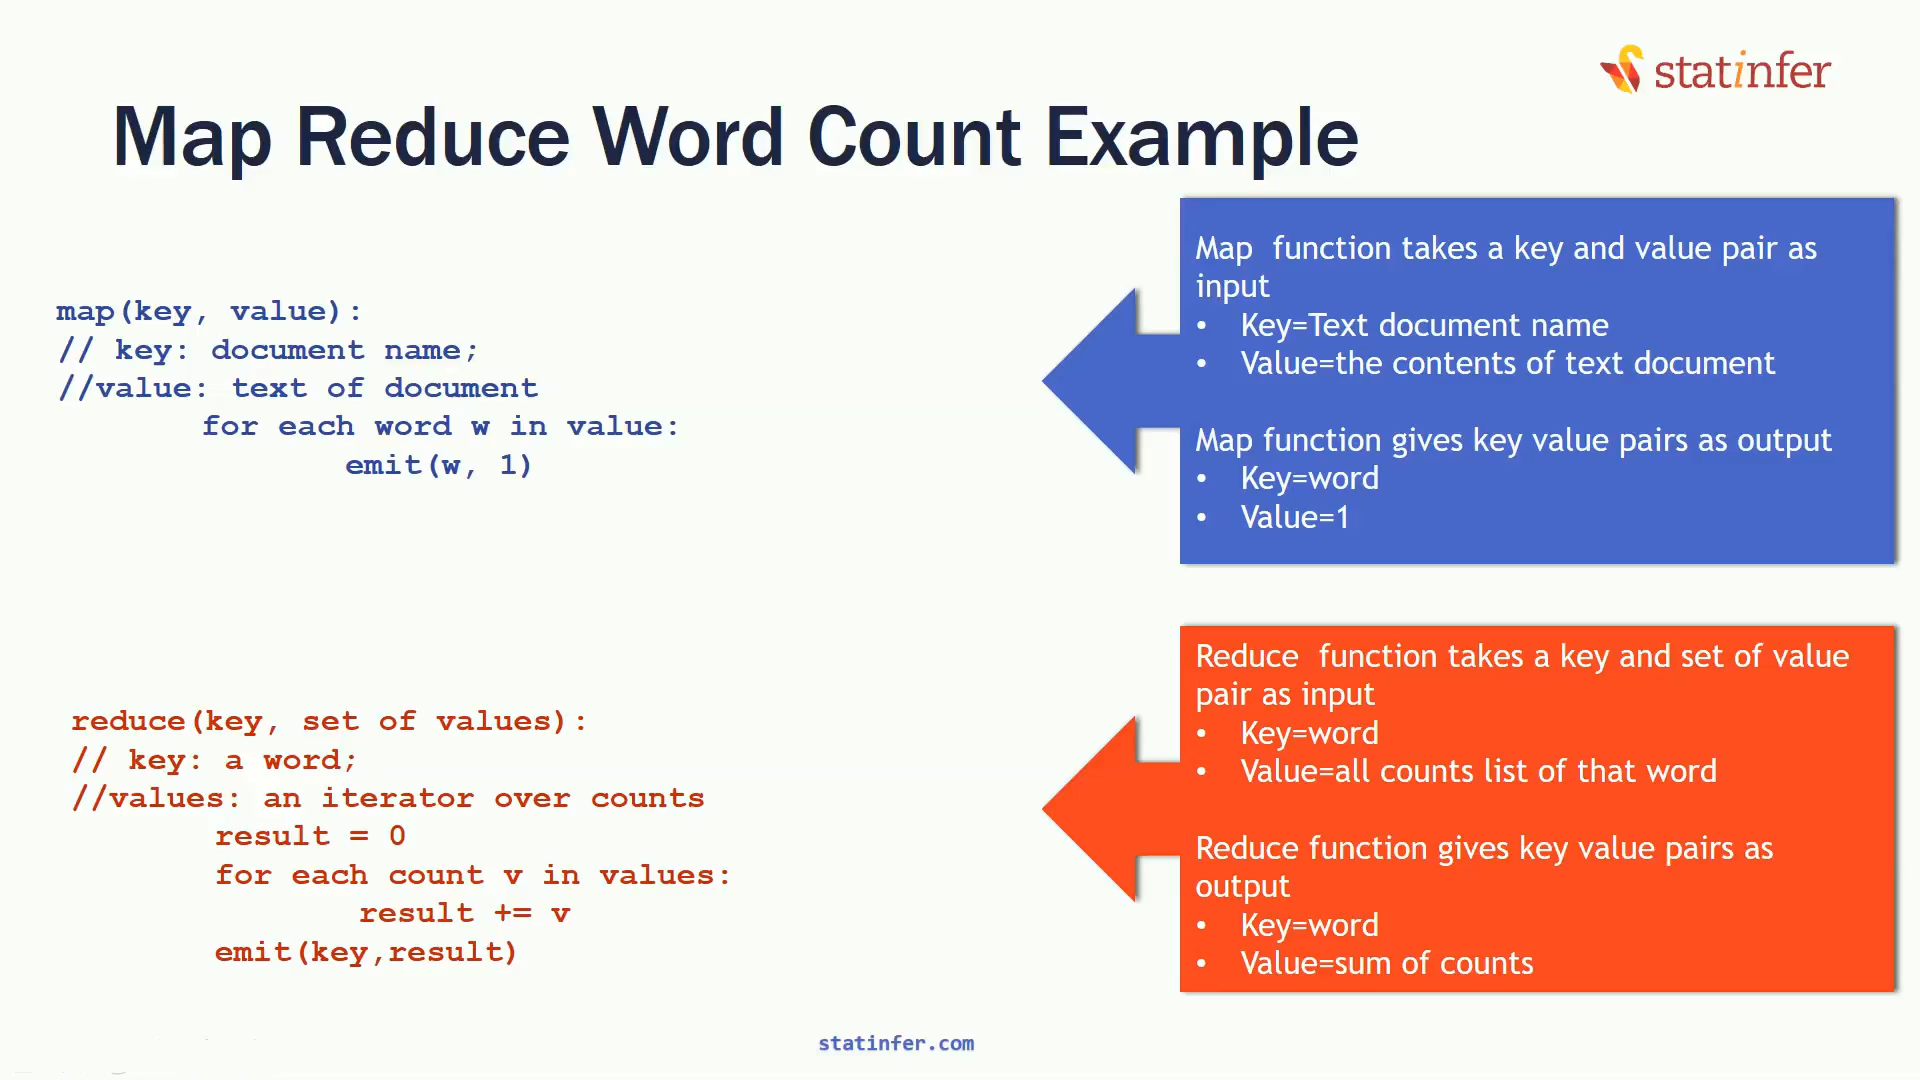 statinfer
Map Reduce Word Count Example
map(key, value):
// key: document name;
//value: text of document
for each word w in value:
emit(w, 1)
Map function takes a key and value pair as
input
• Key=Text document name
• Value=the contents of text document
Map function gives key value pairs as output
• Key=word
• Value=1
reduce(key, set of values):
// key: a word;
//values: an iterator over counts
result = 0
for each count v in values:
result += v
emit(key,result)
Reduce function takes a key and set of value
pair as input
• Key=word
• Value=all counts list of that word
Reduce function gives key value pairs as
output
• Key=word
• Value=sum of counts
statinfer.com